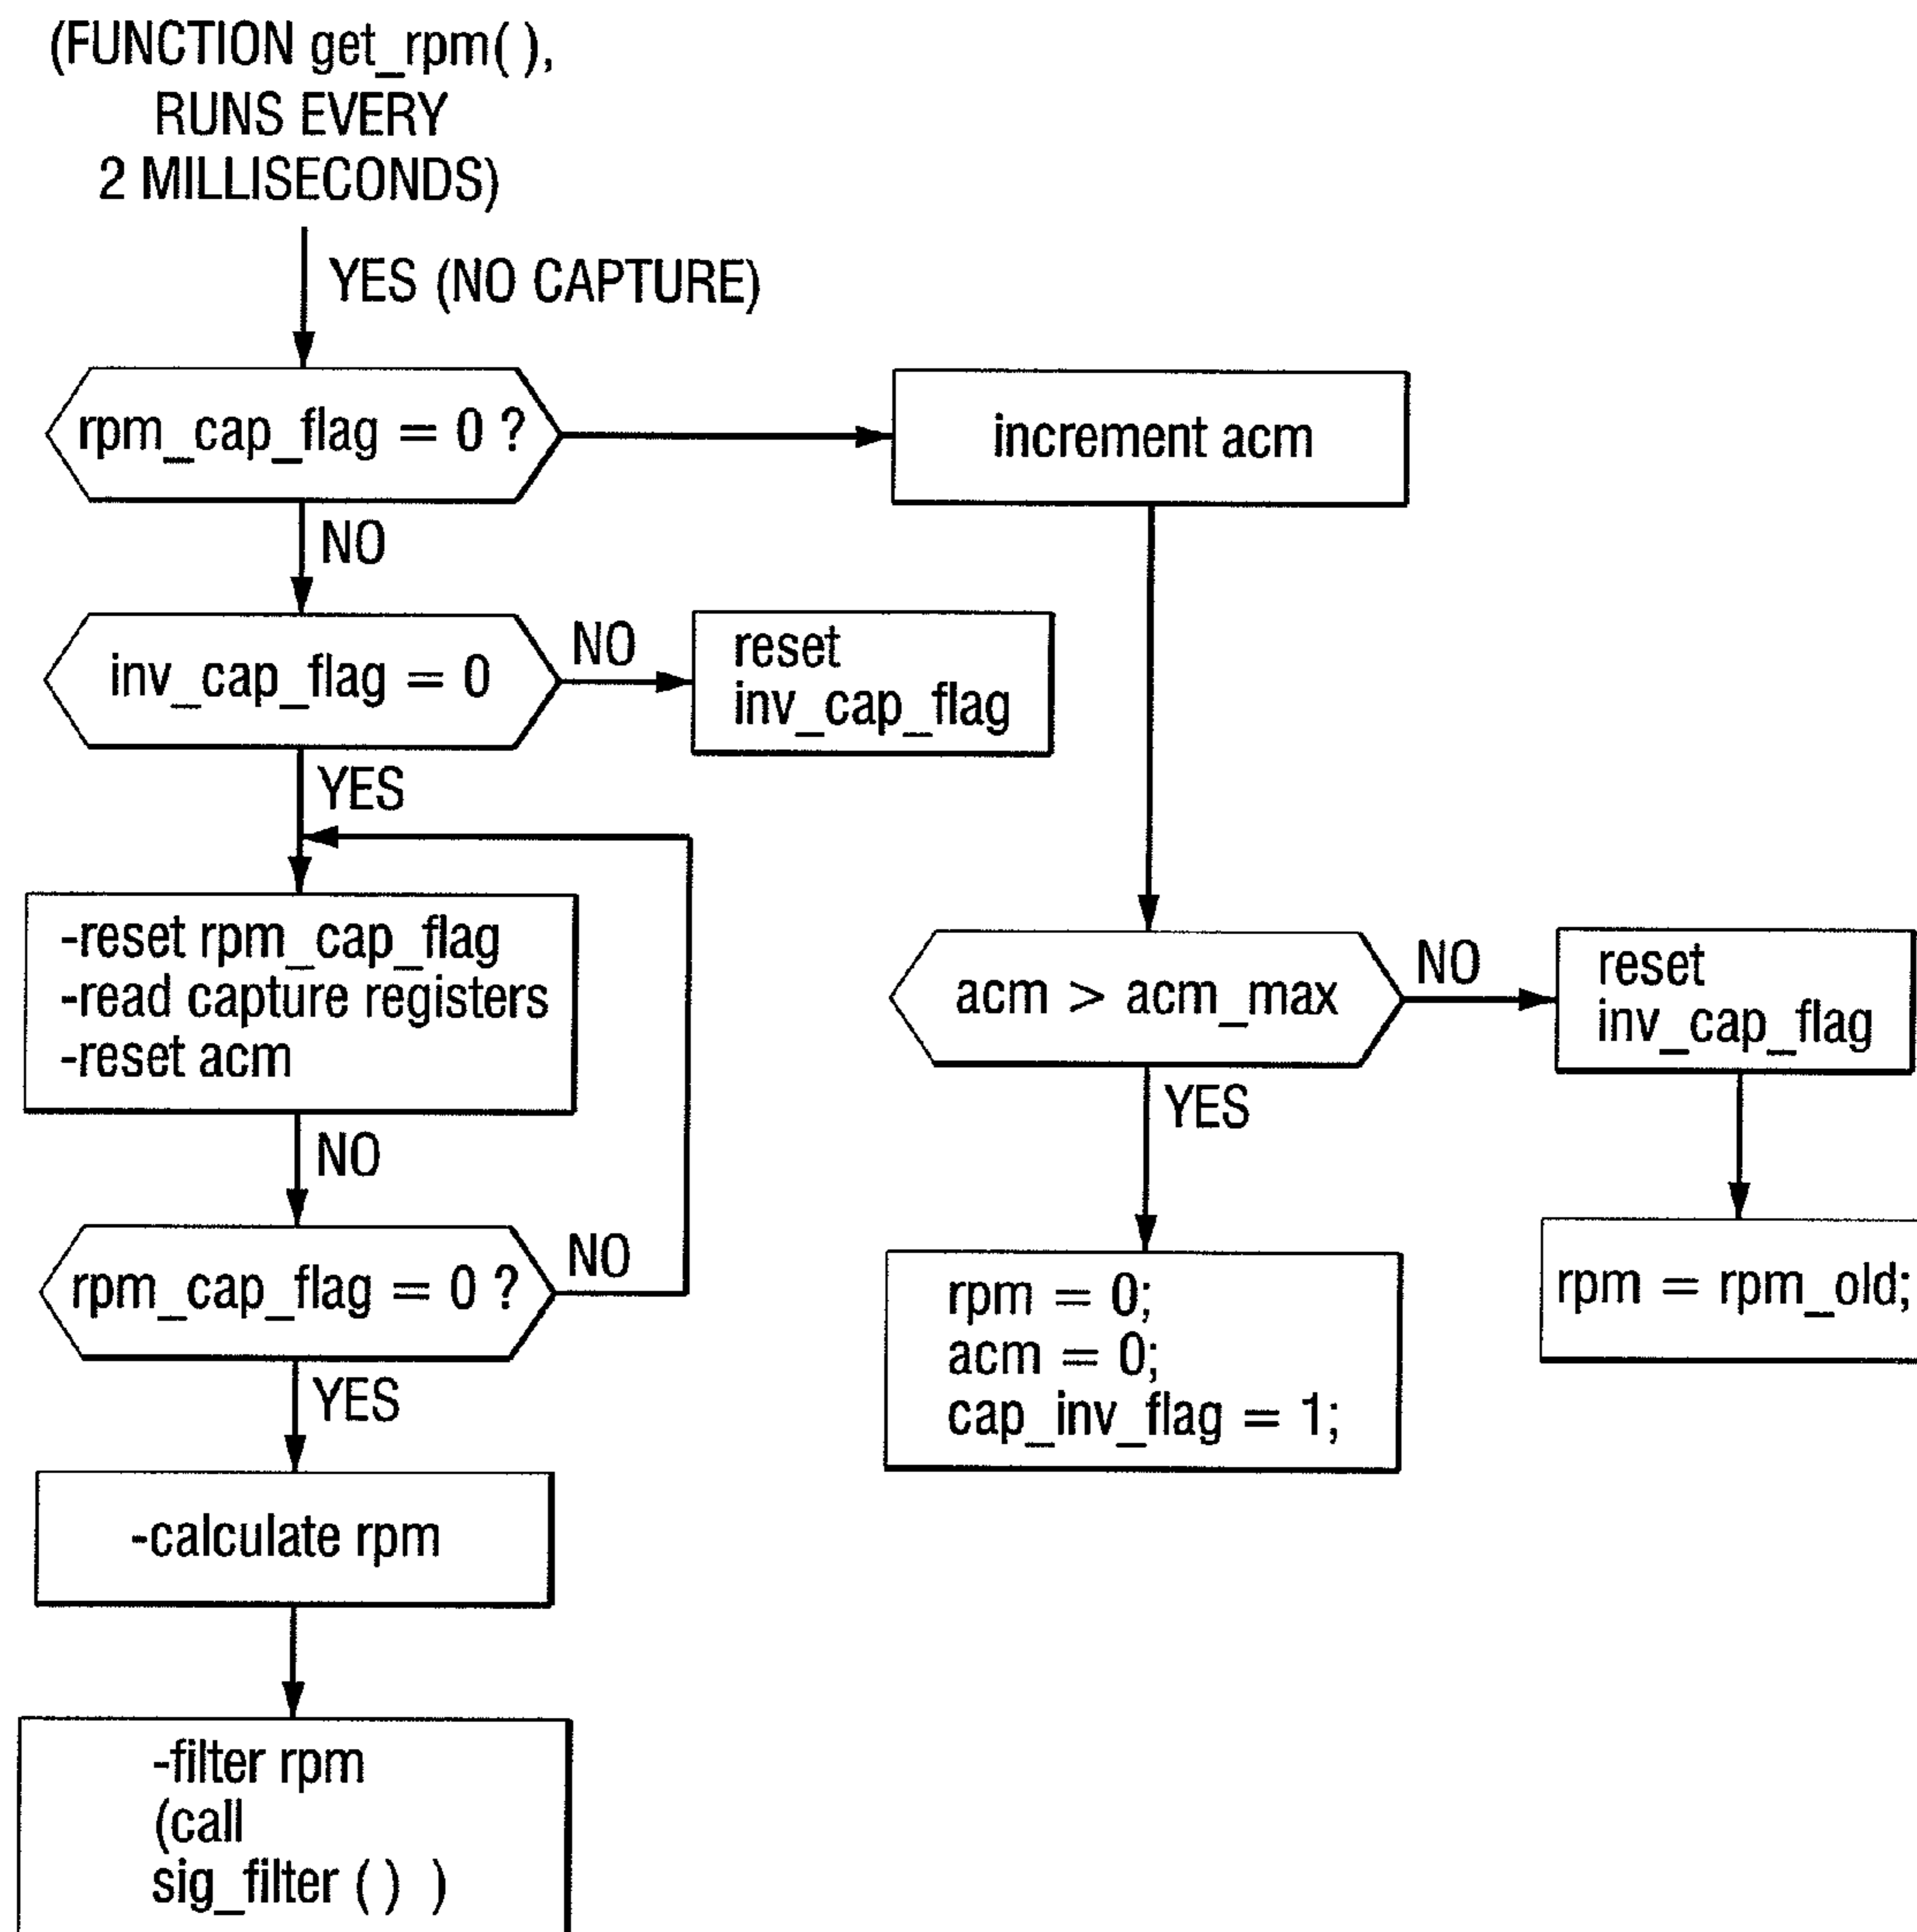 (FUNCTION get_rpm( ),
RUNS EVERY
2 MILLISECONDS)
YES (NO CAPTURE)
rpm_cap_flag = 0 ?
increment acm
NO
inv_cap_flag = 0
NO
reset
inv_cap_flag
YES
-reset rpm_cap_flag
-read capture registers
-reset acm
NO
rpm_cap_flag = 0 ?
NO
YES
-calculate rpm
-filter rpm
(call
sig_filter ( ) )
acm > acm_max
NO
reset
inv_cap_flag
YES
rpm = 0;
acm = 0;
cap_inv_flag = 1;
rpm = rpm_old;